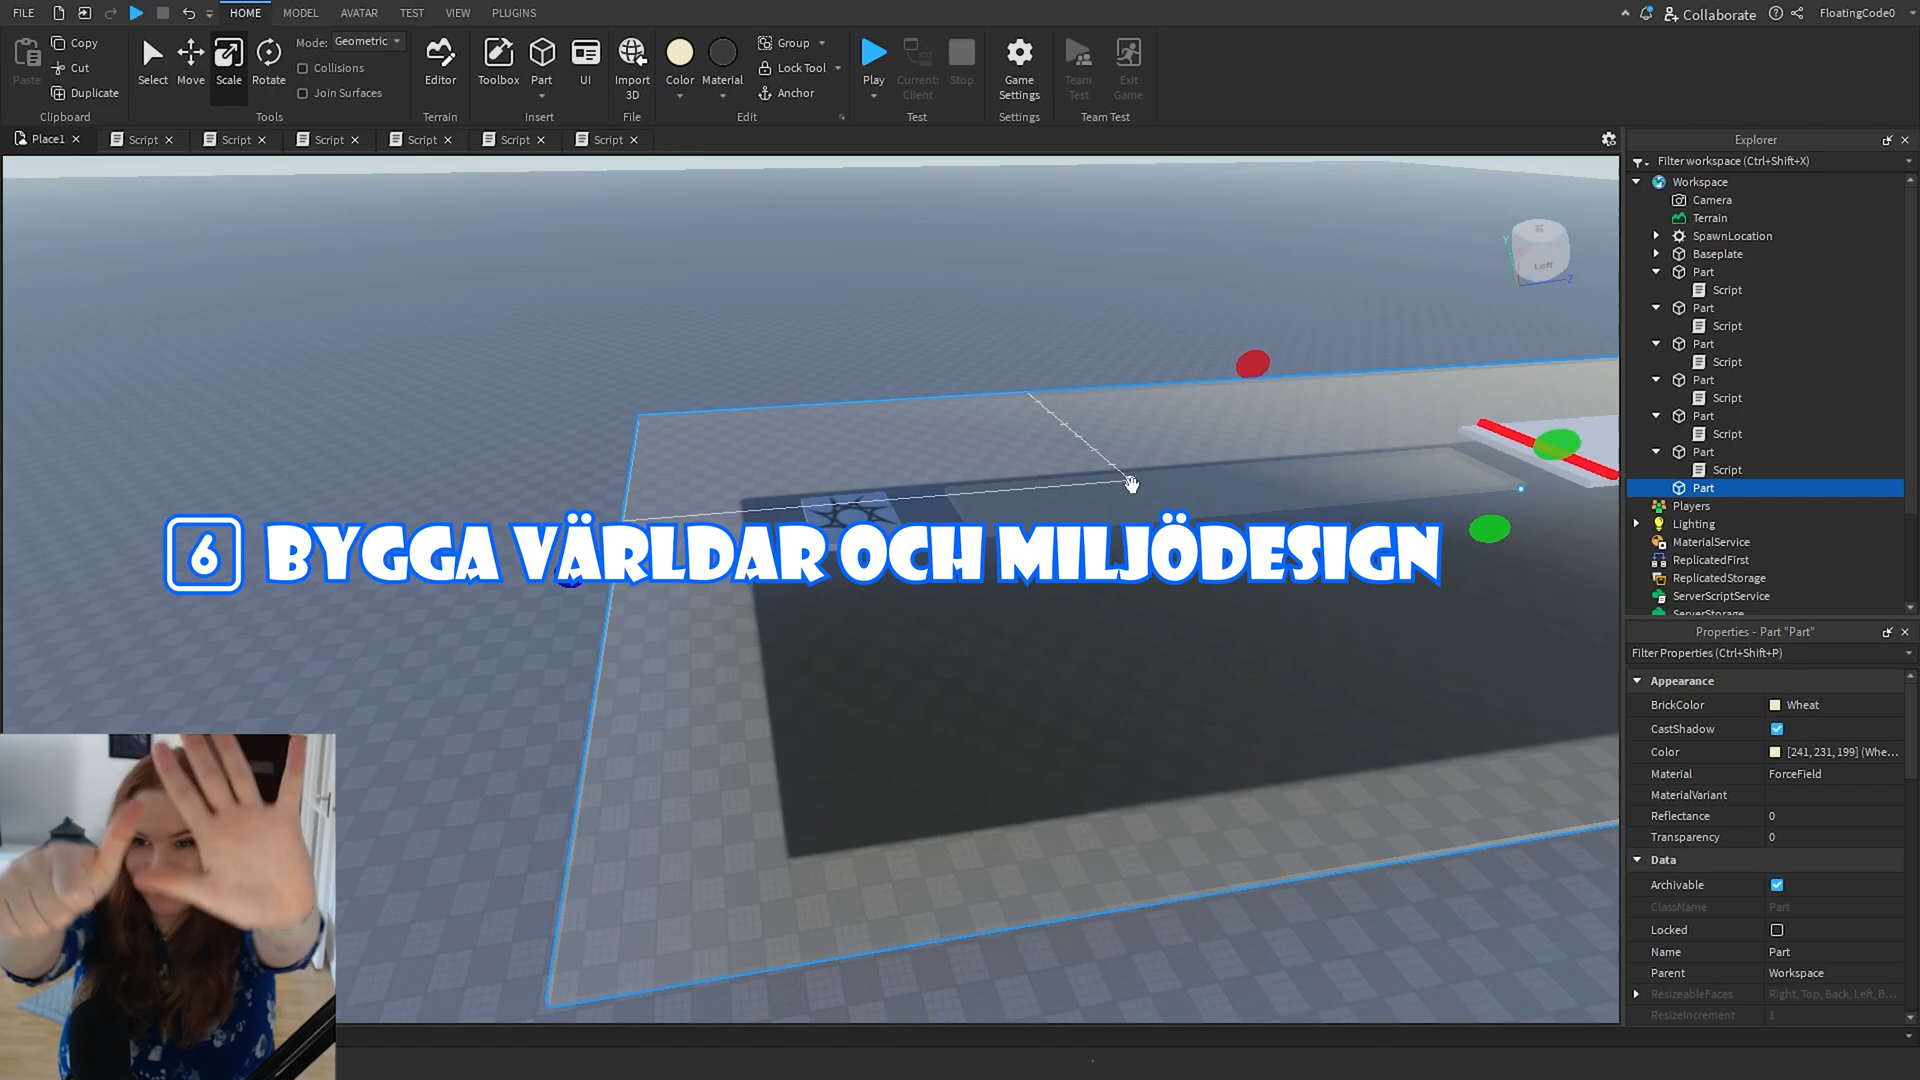 FILE HOME MODEL AVATAR TEST VIEW PLUGINS Collaborate FloatingCode0
Paste Copy Cut Duplicate Clipboard
Select Move Scale Rotate Mode: Geometric Collisions Join Surfaces Tools
Editor Terrain
Toolbox Part UI Insert
Import 3D File
Color Material Group Lock Tool Anchor Edit
Play Current: Client Stop Test
Game Settings Settings
Team Test Exit Game Team Test
Place1 Script Script Script Script Script Script
Left
Y
Z
6 BYGGA VÄRLDAR OCH MILJÖDESIGN
Explorer
Filter workspace (Ctrl+Shift+X)
Workspace
Camera
Terrain
SpawnLocation
Baseplate
Part
Script
Part
Script
Part
Script
Part
Script
Part
Script
Part
Script
Part
Players
Lighting
MaterialService
ReplicatedFirst
ReplicatedStorage
ServerScriptService
ServerStorage
Properties - Part "Part"
Filter Properties (Ctrl+Shift+P)
Appearance
BrickColor Wheat
CastShadow
Color [241, 231, 199] (Whe...
Material ForceField
MaterialVariant
Reflectance 0
Transparency 0
Data
Archivable
ClassName Part
Locked
Name Part
Parent Workspace
ResizeableFaces Right, Top, Back, Left, B...
ResizeIncrement 1